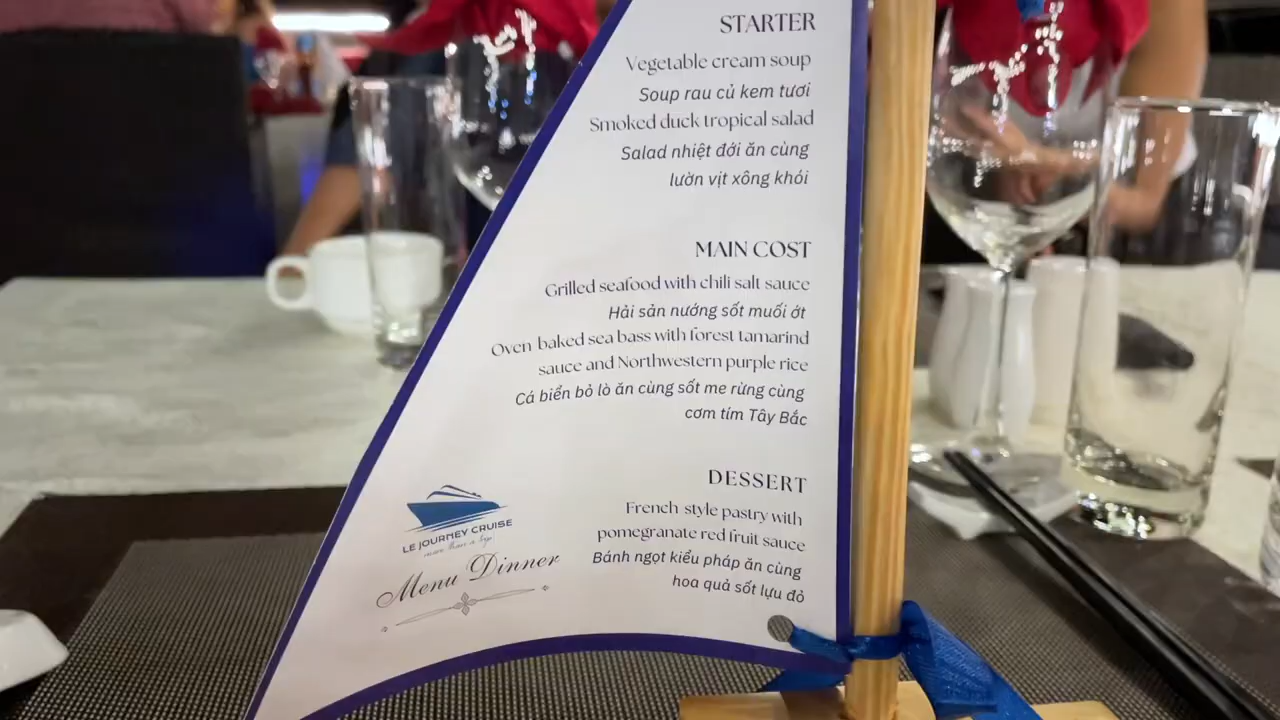 STARTER
Vegetable cream soup
Soup rau củ kem tươi
Smoked duck tropical salad
Salad nhiệt đới ăn cùng
lườn vịt xông khói
MAIN COST
Grilled seafood with chili salt sauce
Hải sản nướng sốt muối ớt
Oven baked sea bass with forest tamarind
sauce and Northwestern purple rice
Cá biển bỏ lò ăn cùng sốt me rừng cùng
cơm tím Tây Bắc
DESSERT
French style pastry with
pomegranate red fruit sauce
Bánh ngọt kiểu pháp ăn cùng
hoa quả sốt lựu đỏ
LE JOURNEY CRUISE
more than a trip
Menu Dinner